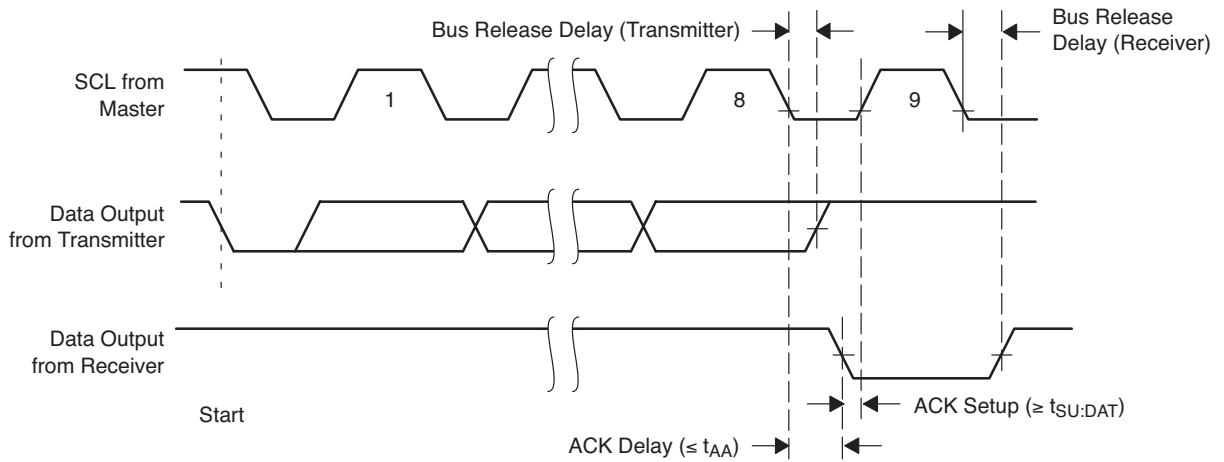 Bus Release Delay (Transmitter)
Bus Release
Delay (Receiver)
SCL from
Master
1
8
9
Data Output
from Transmitter
Data Output
from Receiver
Start
ACK Setup (≥ tSU:DAT)
ACK Delay (≤ tAA)